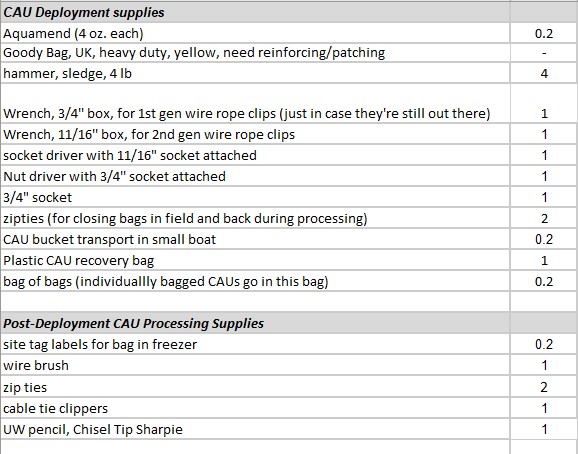 CAU Deployment supplies
Aquamend (4 oz. each) 0.2
Goody Bag, UK, heavy duty, yellow, need reinforcing/patching -
hammer, sledge, 4 lb 4
Wrench, 3/4" box, for 1st gen wire rope clips (just in case they're still out there) 1
Wrench, 11/16" box, for 2nd gen wire rope clips 1
socket driver with 11/16" socket attached 1
Nut driver with 3/4" socket attached 1
3/4" socket 1
zipties (for closing bags in field and back during processing) 2
CAU bucket transport in small boat 0.2
Plastic CAU recovery bag 1
bag of bags (individuallly bagged CAUs go in this bag) 0.2
Post-Deployment CAU Processing Supplies
site tag labels for bag in freezer 0.2
wire brush 1
zip ties 2
cable tie clippers 1
UW pencil, Chisel Tip Sharpie 1